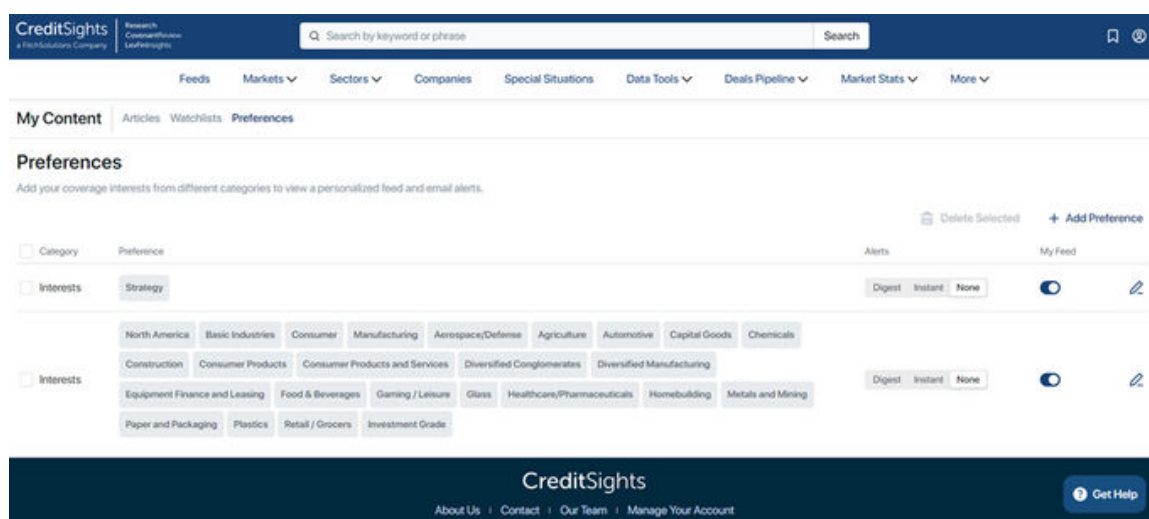 CreditSights
a FitchSolutions Company
Research
CovenantReview
LevFinInsights
Search by keyword or phrase
Search
Feeds Markets Sectors Companies Special Situations Data Tools Deals Pipeline Market Stats More
My Content Articles Watchlists Preferences
Preferences
Add your coverage interests from different categories to view a personalized feed and email alerts.
Delete Selected + Add Preference
Category Preference Alerts My Feed
Interests Strategy Digest Instant None
North America Basic Industries Consumer Manufacturing Aerospace/Defense Agriculture Automotive Capital Goods Chemicals
Construction Consumer Products Consumer Products and Services Diversified Conglomerates Diversified Manufacturing
Interests Digest Instant None
Equipment Finance and Leasing Food & Beverages Gaming / Leisure Glass Healthcare/Pharmaceuticals Homebuilding Metals and Mining
Paper and Packaging Plastics Retail / Grocers Investment Grade
CreditSights
Get Help
About Us | Contact | Our Team | Manage Your Account